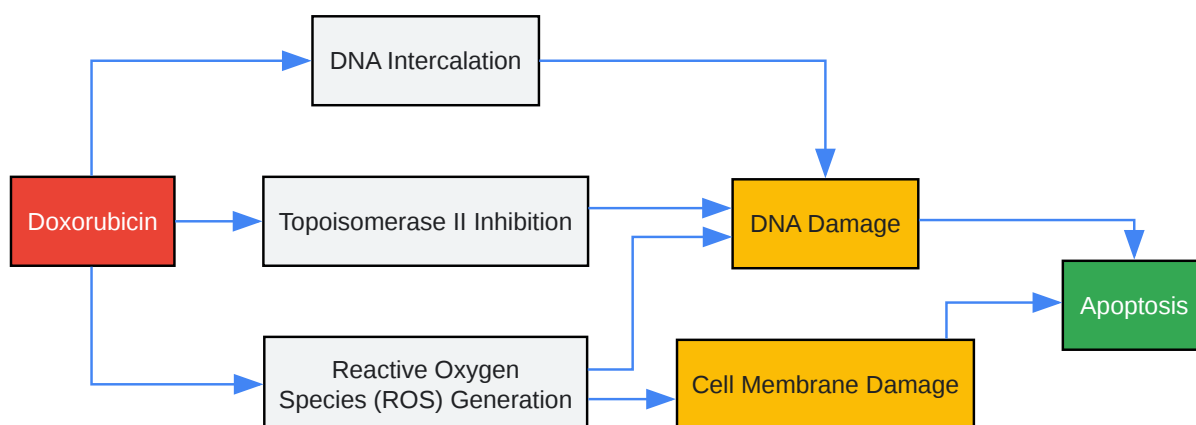 DNA Intercalation
Doxorubicin
Topoisomerase II Inhibition
DNA Damage
Apoptosis
Reactive Oxygen
Species (ROS) Generation
Cell Membrane Damage